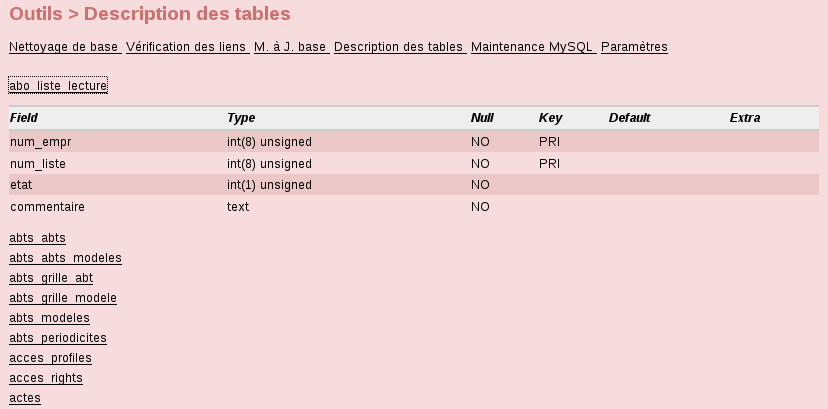 Outils > Description des tables
Nettoyage de base Vérification des liens M. à J. base Description des tables Maintenance MySQL Paramètres
abo_liste_lecture
Field Type Null Key Default Extra
num_empr int(8) unsigned NO PRI
num_liste int(8) unsigned NO PRI
etat int(1) unsigned NO
commentaire text NO
abts_abts
abts_abts_modeles
abts_grille_abt
abts_grille_modele
abts_modeles
abts_periodicites
acces_profiles
acces_rights
actes